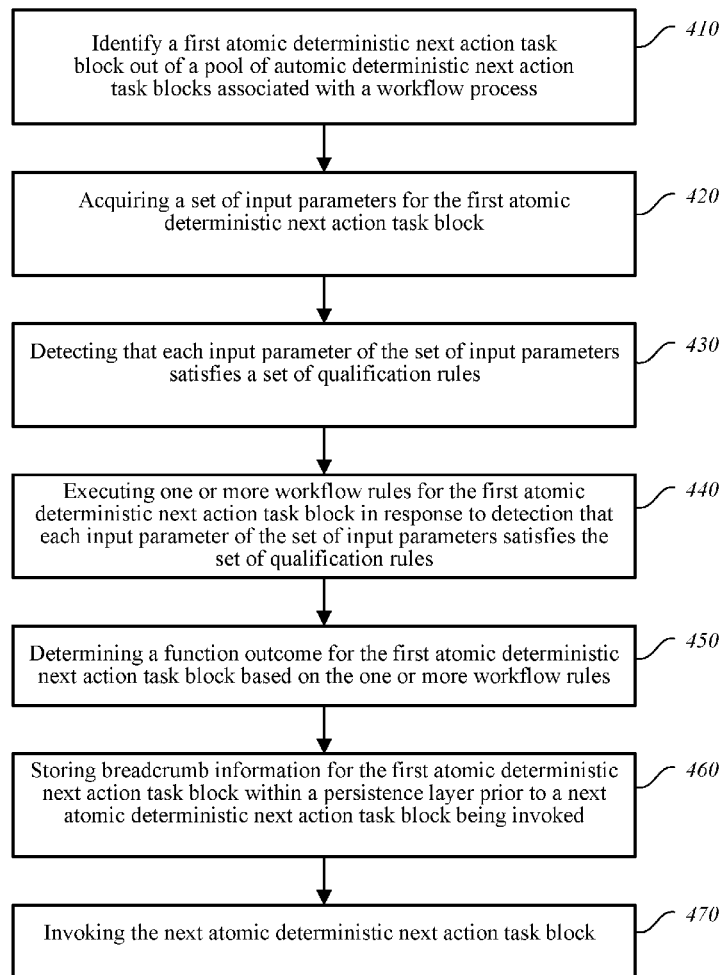 Identify a first atomic deterministic next action task
block out of a pool of automic deterministic next action
task blocks associated with a workflow process
410
Acquiring a set of input parameters for the first atomic
deterministic next action task block
420
Detecting that each input parameter of the set of input parameters
satisfies a set of qualification rules
430
Executing one or more workflow rules for the first atomic
deterministic next action task block in response to detection that
each input parameter of the set of input parameters satisfies the
set of qualification rules
440
Determining a function outcome for the first atomic deterministic
next action task block based on the one or more workflow rules
450
Storing breadcrumb information for the first atomic deterministic
next action task block within a persistence layer prior to a next
atomic deterministic next action task block being invoked
460
Invoking the next atomic deterministic next action task block
470